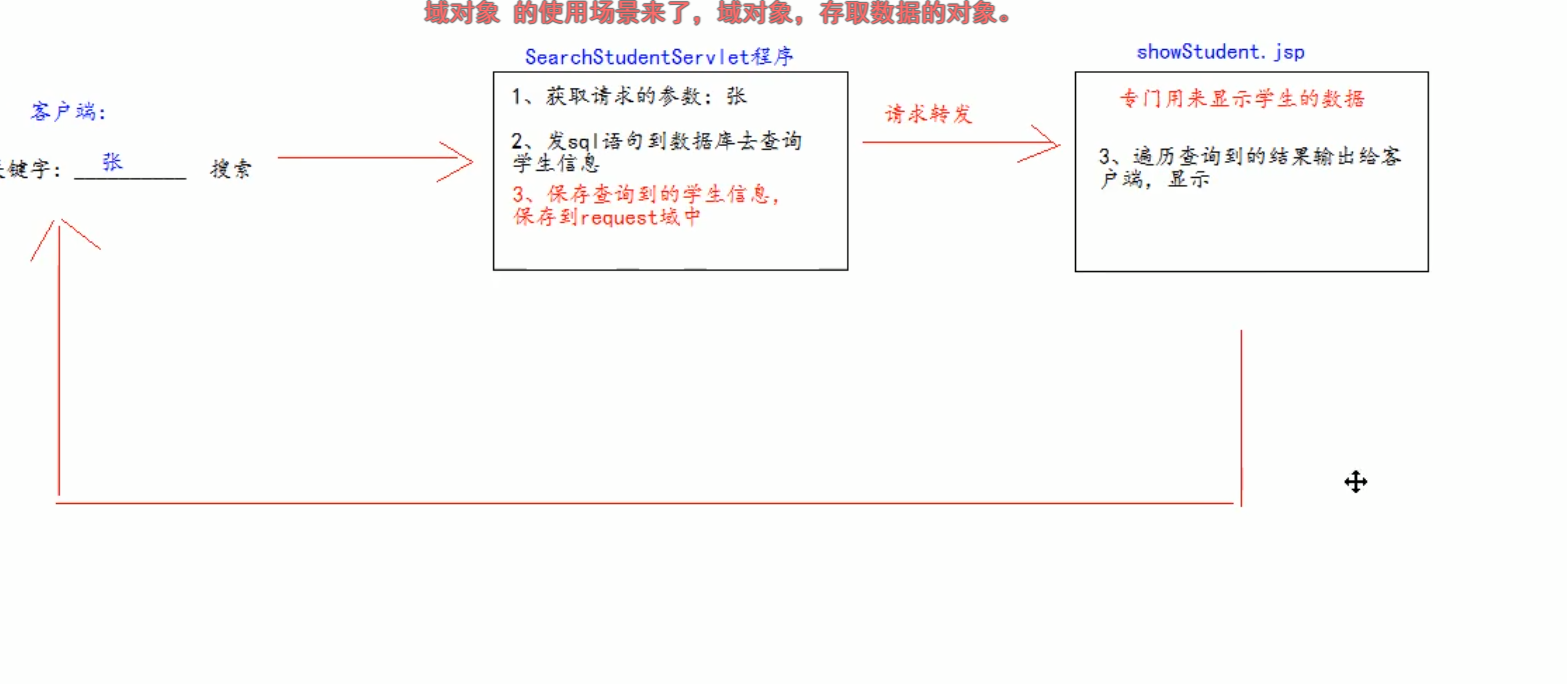 域对象 的使用场景来了，域对象，存取数据的对象。
SearchStudentServlet程序
showStudent.jsp
客户端：
键字：张 搜索
1、获取请求的参数：张
2、发sql语句到数据库去查询
学生信息
3、保存查询到的学生信息，
保存到request域中
请求转发
专门用来显示学生的数据
3、遍历查询到的结果输出给客
户端，显示